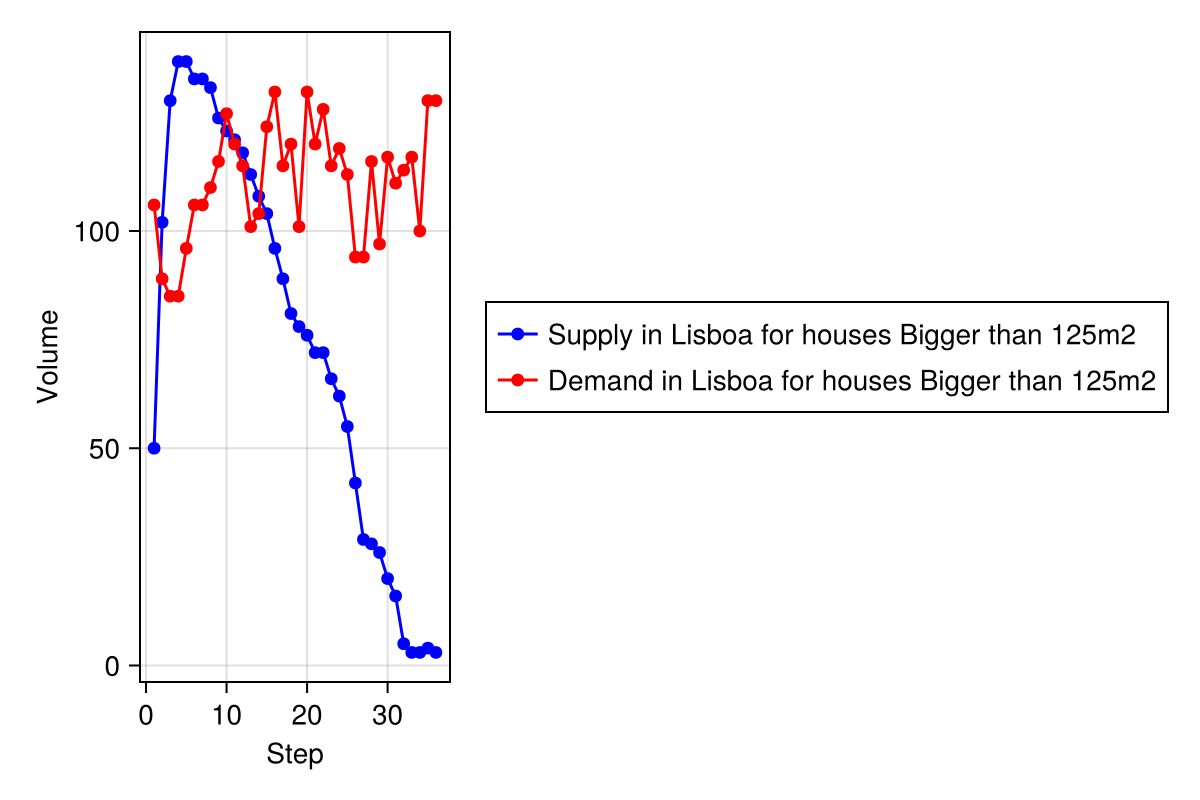 Volume
100
50
0
0 10 20 30
Step
Supply in Lisboa for houses Bigger than 125m2
Demand in Lisboa for houses Bigger than 125m2